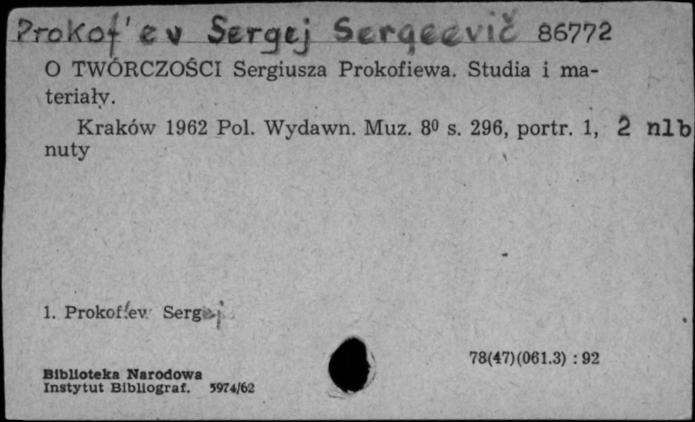 Prokof'ev Sergej Sergeevič 86772
O TWÓRCZOŚCI Sergiusza Prokofiewa. Studia i ma-
teriały.
Kraków 1962 Pol. Wydawn. Muz. 8⁰ s. 296, portr. 1, 2 nlb
nuty
1. Prokof'ev Sergej
78(47)(061.3) : 92
Biblioteka Narodowa
Instytut Bibliograf. 5974/62